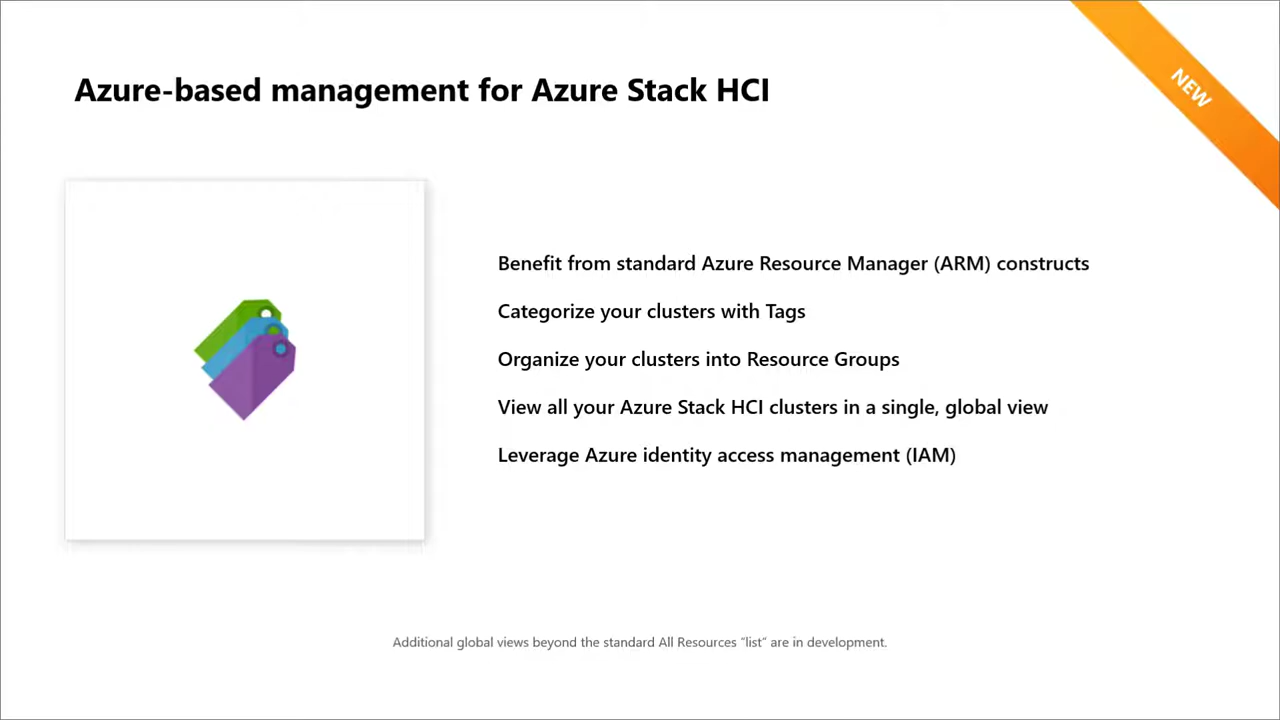 NEW
Azure-based management for Azure Stack HCI
Benefit from standard Azure Resource Manager (ARM) constructs
Categorize your clusters with Tags
Organize your clusters into Resource Groups
View all your Azure Stack HCI clusters in a single, global view
Leverage Azure identity access management (IAM)
Additional global views beyond the standard All Resources "list" are in development.